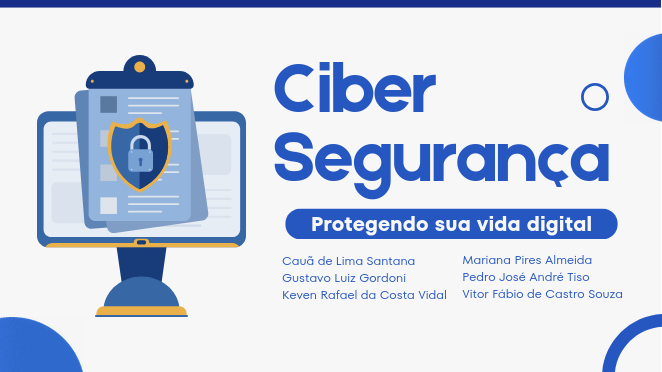 Ciber
Segurança
Protegendo sua vida digital
Cauã de Lima Santana
Gustavo Luiz Gordoni
Keven Rafael da Costa Vidal
Mariana Pires Almeida
Pedro José André Tiso
Vitor Fábio de Castro Souza